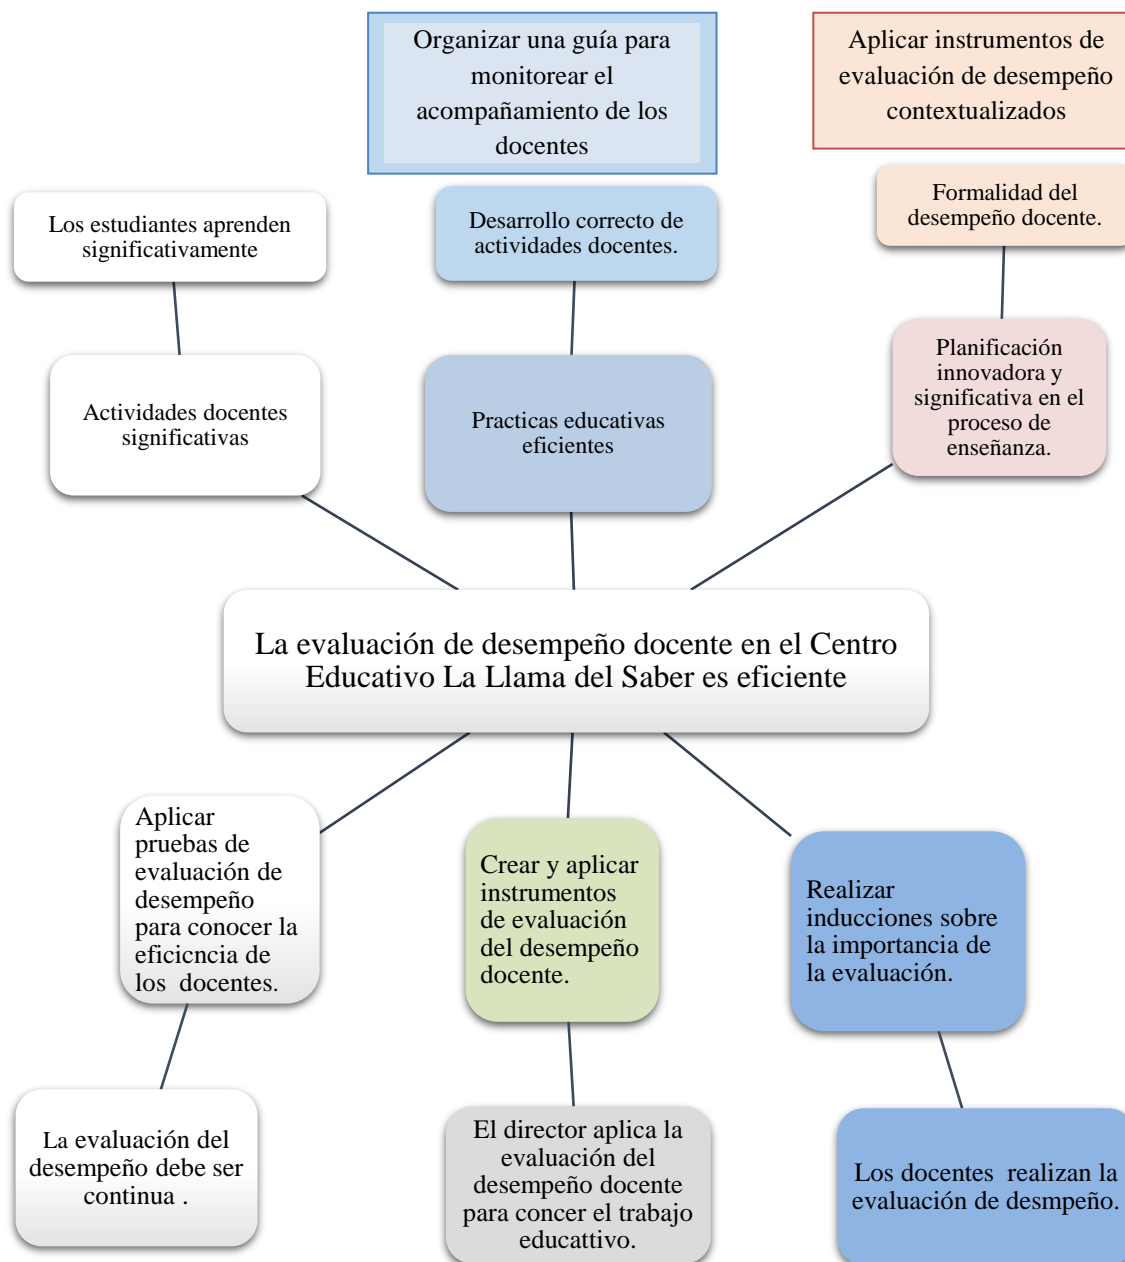 Organizar una guía para
monitorear el
acompañamiento de los
docentes
Aplicar instrumentos de
evaluación de desempeño
contextualizados
Los estudiantes aprenden
significativamente
Desarrollo correcto de
actividades docentes.
Formalidad del
desempeño docente.
Actividades docentes
significativas
Practicas educativas
eficientes
Planificación
innovadora y
significativa en el
proceso de
enseñanza.
La evaluación de desempeño docente en el Centro
Educativo La Llama del Saber es eficiente
Aplicar
pruebas de
evaluación de
desempeño
para conocer la
eficicncia de
los docentes.
Crear y aplicar
instrumentos
de evaluación
del desempeño
docente.
Realizar
inducciones sobre
la importancia de
la evaluación.
La evaluación del
desempeño debe ser
continua .
El director aplica la
evaluación del
desempeño docente
para concer el trabajo
educattivo.
Los docentes realizan la
evaluación de desmpeño.